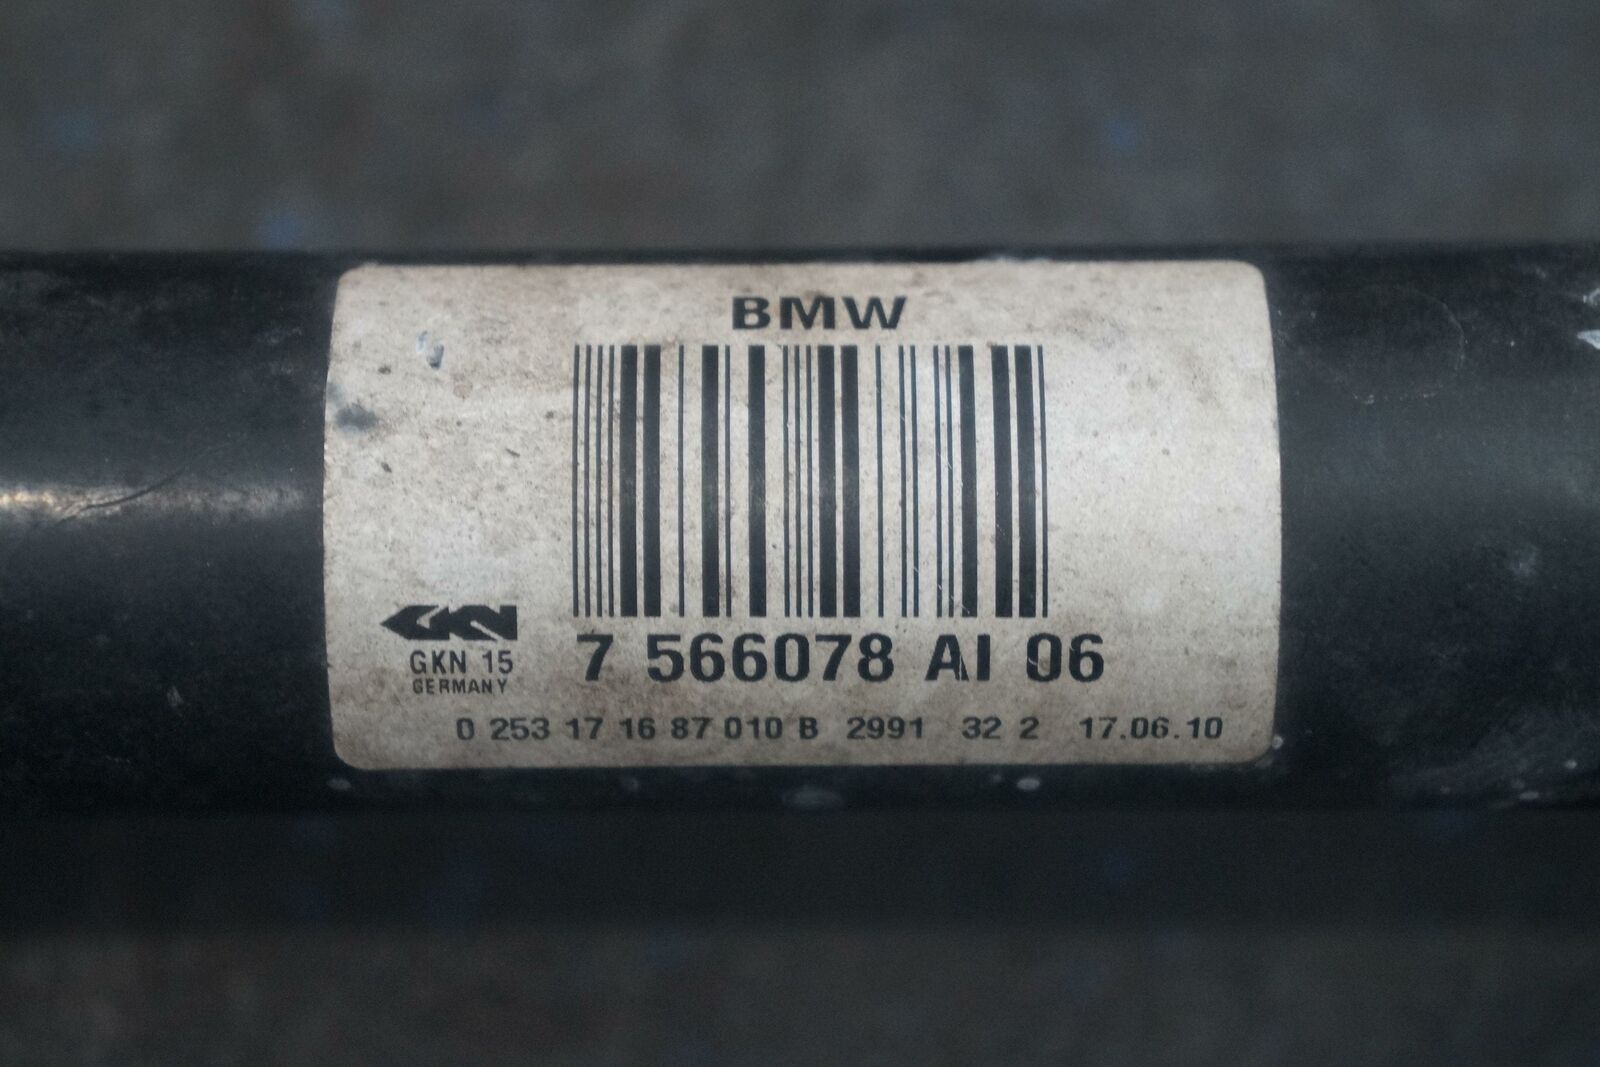 BMW
GKN
GKN 15
GERMANY
7 566078 AI 06
0 253 17 16 87 010 B 2991 32 2 17.06.10